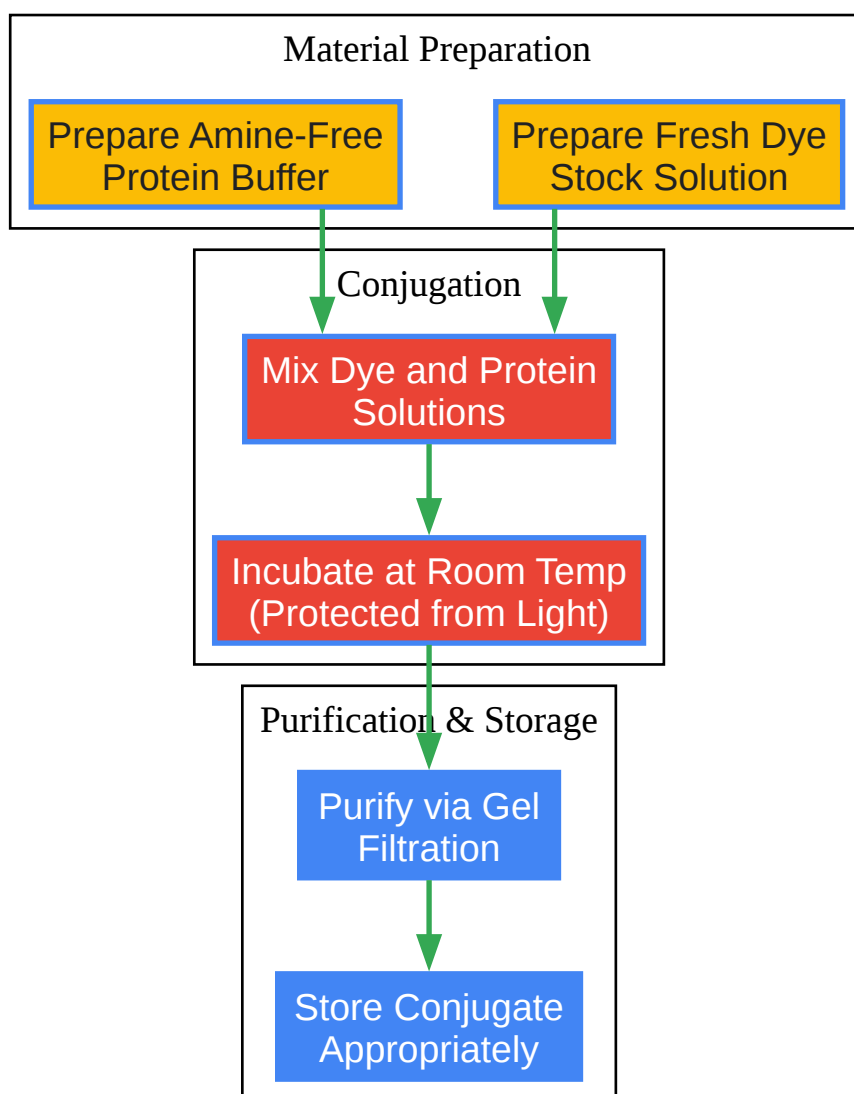 Material Preparation
Prepare Amine-Free
Protein Buffer
Prepare Fresh Dye
Stock Solution
Conjugation
Mix Dye and Protein
Solutions
Incubate at Room Temp
(Protected from Light)
Purification & Storage
Purify via Gel
Filtration
Store Conjugate
Appropriately